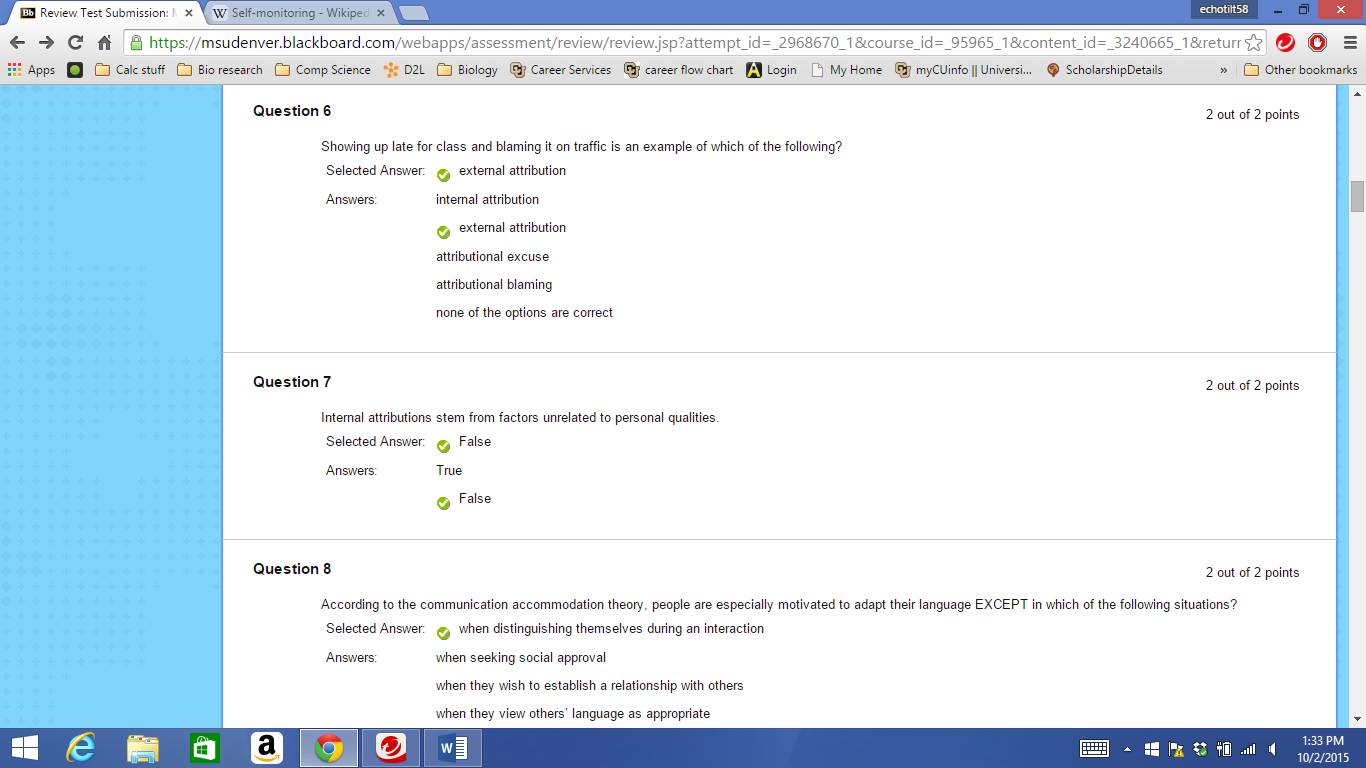 Bb Review Test Submission: M
W Self-monitoring - Wikiped
echotilt58
https://msudenver.blackboard.com/webapps/assessment/review/review.jsp?attempt_id=_2968670_1&course_id=_95965_1&content_id=_3240665_1&return
Apps Calc stuff Bio research Comp Science D2L Biology Career Services career flow chart Login My Home myCUinfo || Universi... ScholarshipDetails » Other bookmarks
Question 6
2 out of 2 points
Showing up late for class and blaming it on traffic is an example of which of the following?
Selected Answer: external attribution
Answers: internal attribution
external attribution
attributional excuse
attributional blaming
none of the options are correct
Question 7
2 out of 2 points
Internal attributions stem from factors unrelated to personal qualities.
Selected Answer: False
Answers: True
False
Question 8
2 out of 2 points
According to the communication accommodation theory, people are especially motivated to adapt their language EXCEPT in which of the following situations?
Selected Answer: when distinguishing themselves during an interaction
Answers: when seeking social approval
when they wish to establish a relationship with others
when they view others' language as appropriate
1:33 PM
10/2/2015